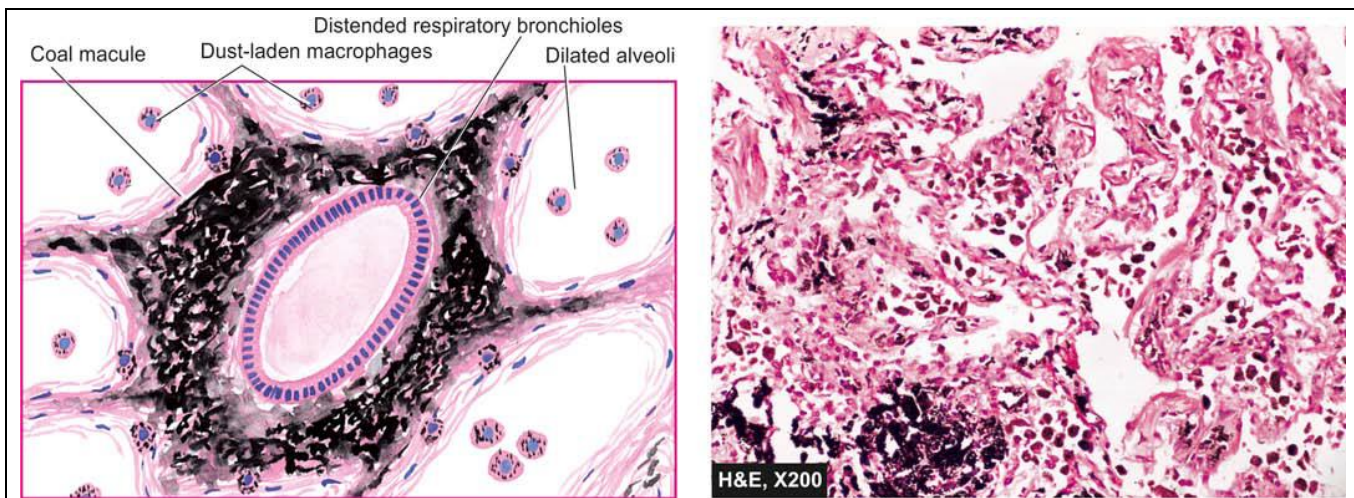 Distended respiratory bronchioles
Coal macule
Dust-laden macrophages
Dilated alveoli
H&E, X200